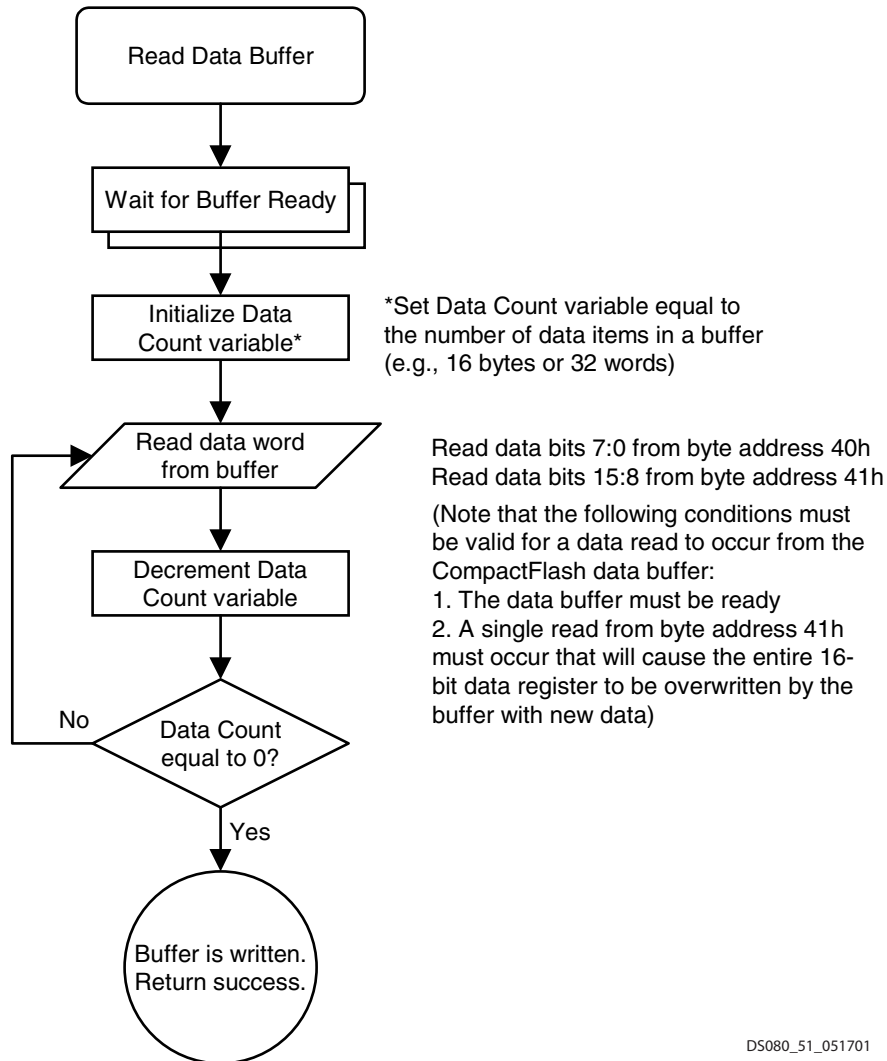 Read Data Buffer
Wait for Buffer Ready
Initialize Data
Count variable*
*Set Data Count variable equal to
the number of data items in a buffer
(e.g., 16 bytes or 32 words)
Read data word
from buffer
Read data bits 7:0 from byte address 40h
Read data bits 15:8 from byte address 41h
(Note that the following conditions must
be valid for a data read to occur from the
CompactFlash data buffer:
1. The data buffer must be ready
2. A single read from byte address 41h
must occur that will cause the entire 16-
bit data register to be overwritten by the
buffer with new data)
Decrement Data
Count variable
No
Data Count
equal to 0?
Yes
Buffer is written.
Return success.
DS080_51_051701